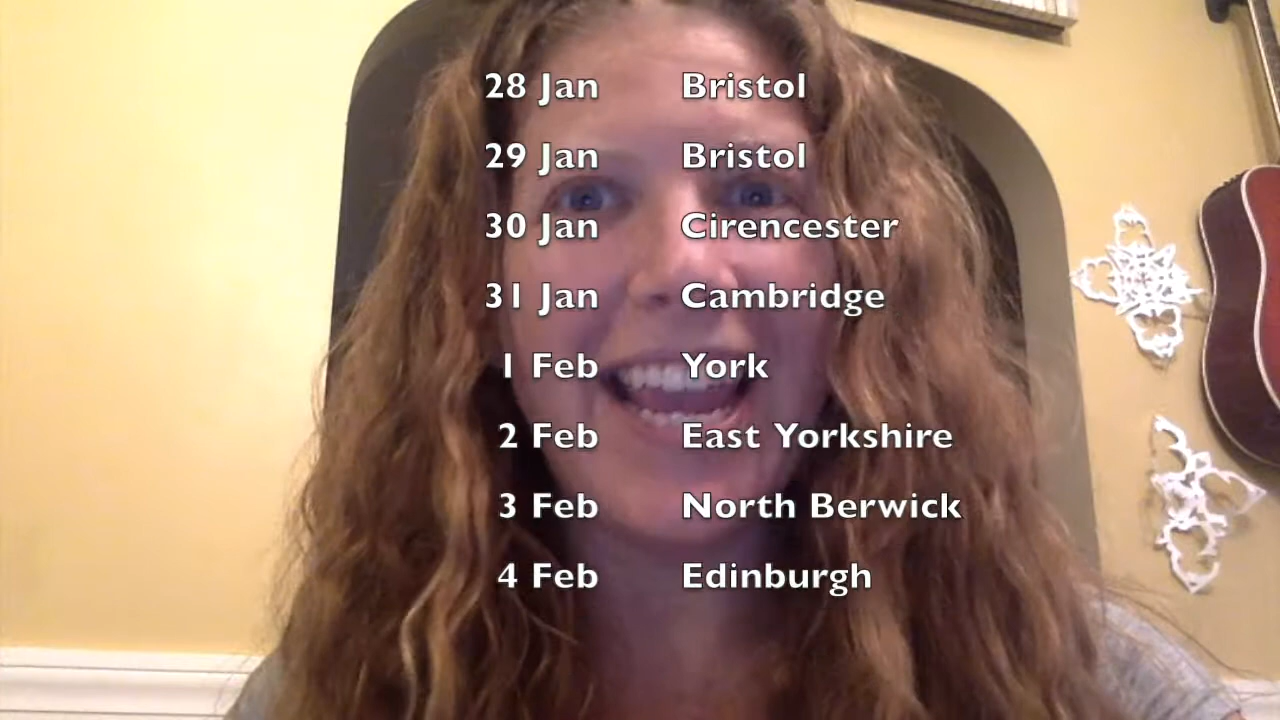 28 Jan Bristol
29 Jan Bristol
30 Jan Cirencester
31 Jan Cambridge
1 Feb York
2 Feb East Yorkshire
3 Feb North Berwick
4 Feb Edinburgh